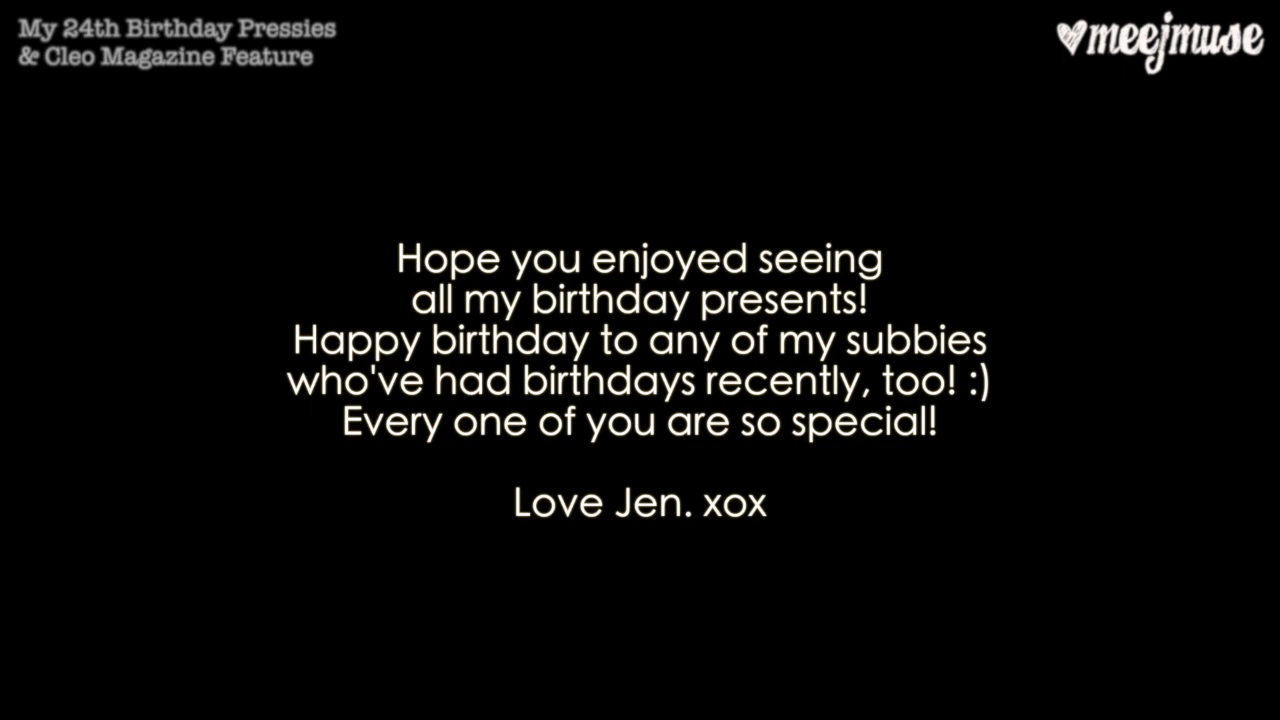 My 24th Birthday Pressies
& Cleo Magazine Feature
meejmuse
Hope you enjoyed seeing
all my birthday presents!
Happy birthday to any of my subbies
who've had birthdays recently, too! :)
Every one of you are so special!
Love Jen. xox